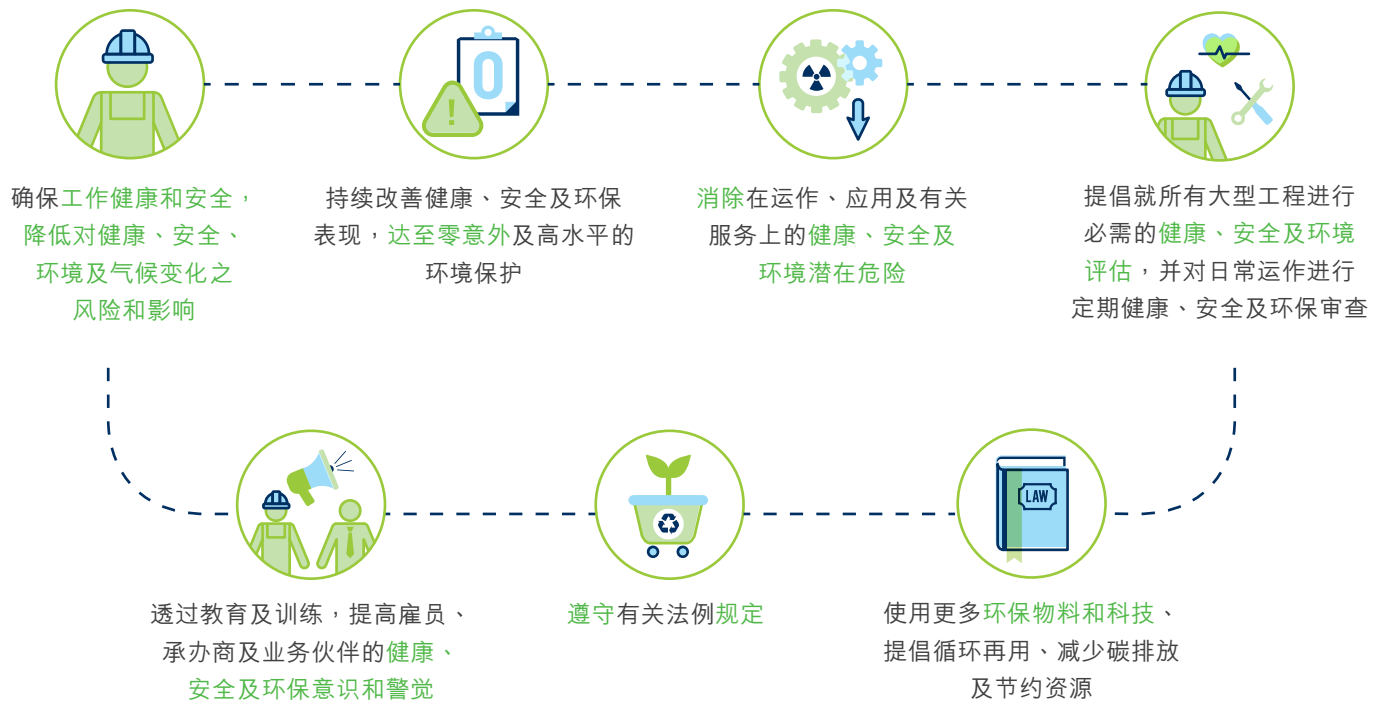 0
!
确保工作健康和安全，
降低对健康、安全、
环境及气候变化之
风险和影响
持续改善健康、安全及环保
表现，达至零意外及高水平的
环境保护
消除在运作、应用及有关
服务上的健康、安全及
环境潜在危险
提倡就所有大型工程进行
必需的健康、安全及环境
评估，并对日常运作进行
定期健康、安全及环保审查
透过教育及训练，提高雇员、
承办商及业务伙伴的健康、
安全及环保意识和警觉
遵守有关法例规定
LAW
使用更多环保物料和科技、
提倡循环再用、减少碳排放
及节约资源